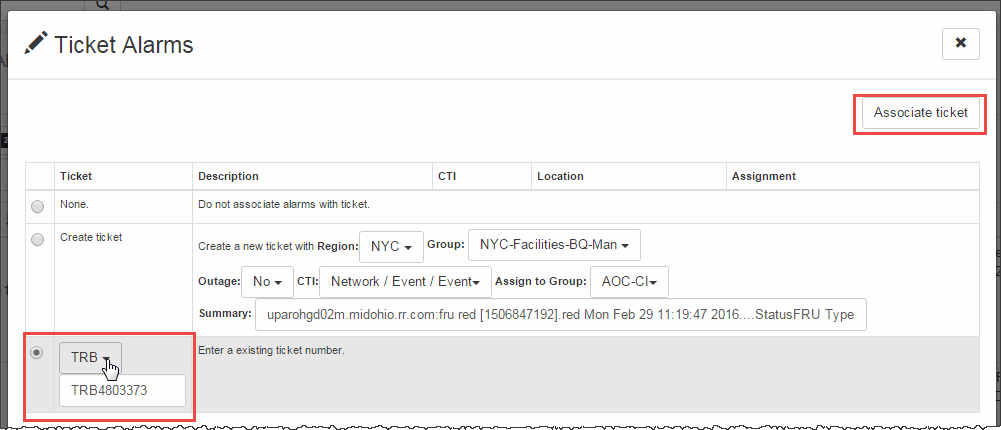 Ticket Alarms
Associate ticket
Ticket Description CTI Location Assignment
None. Do not associate alarms with ticket.
Create ticket Create a new ticket with Region: NYC Group: NYC-Facilities-BQ-Man
Outage: No CTI: Network / Event / Event Assign to Group: AOC-CI
Summary: uparohgd02m.midohio.rr.com:fru red [1506847192].red Mon Feb 29 11:19:47 2016....StatusFRU Type
TRB Enter a existing ticket number.
TRB4803373